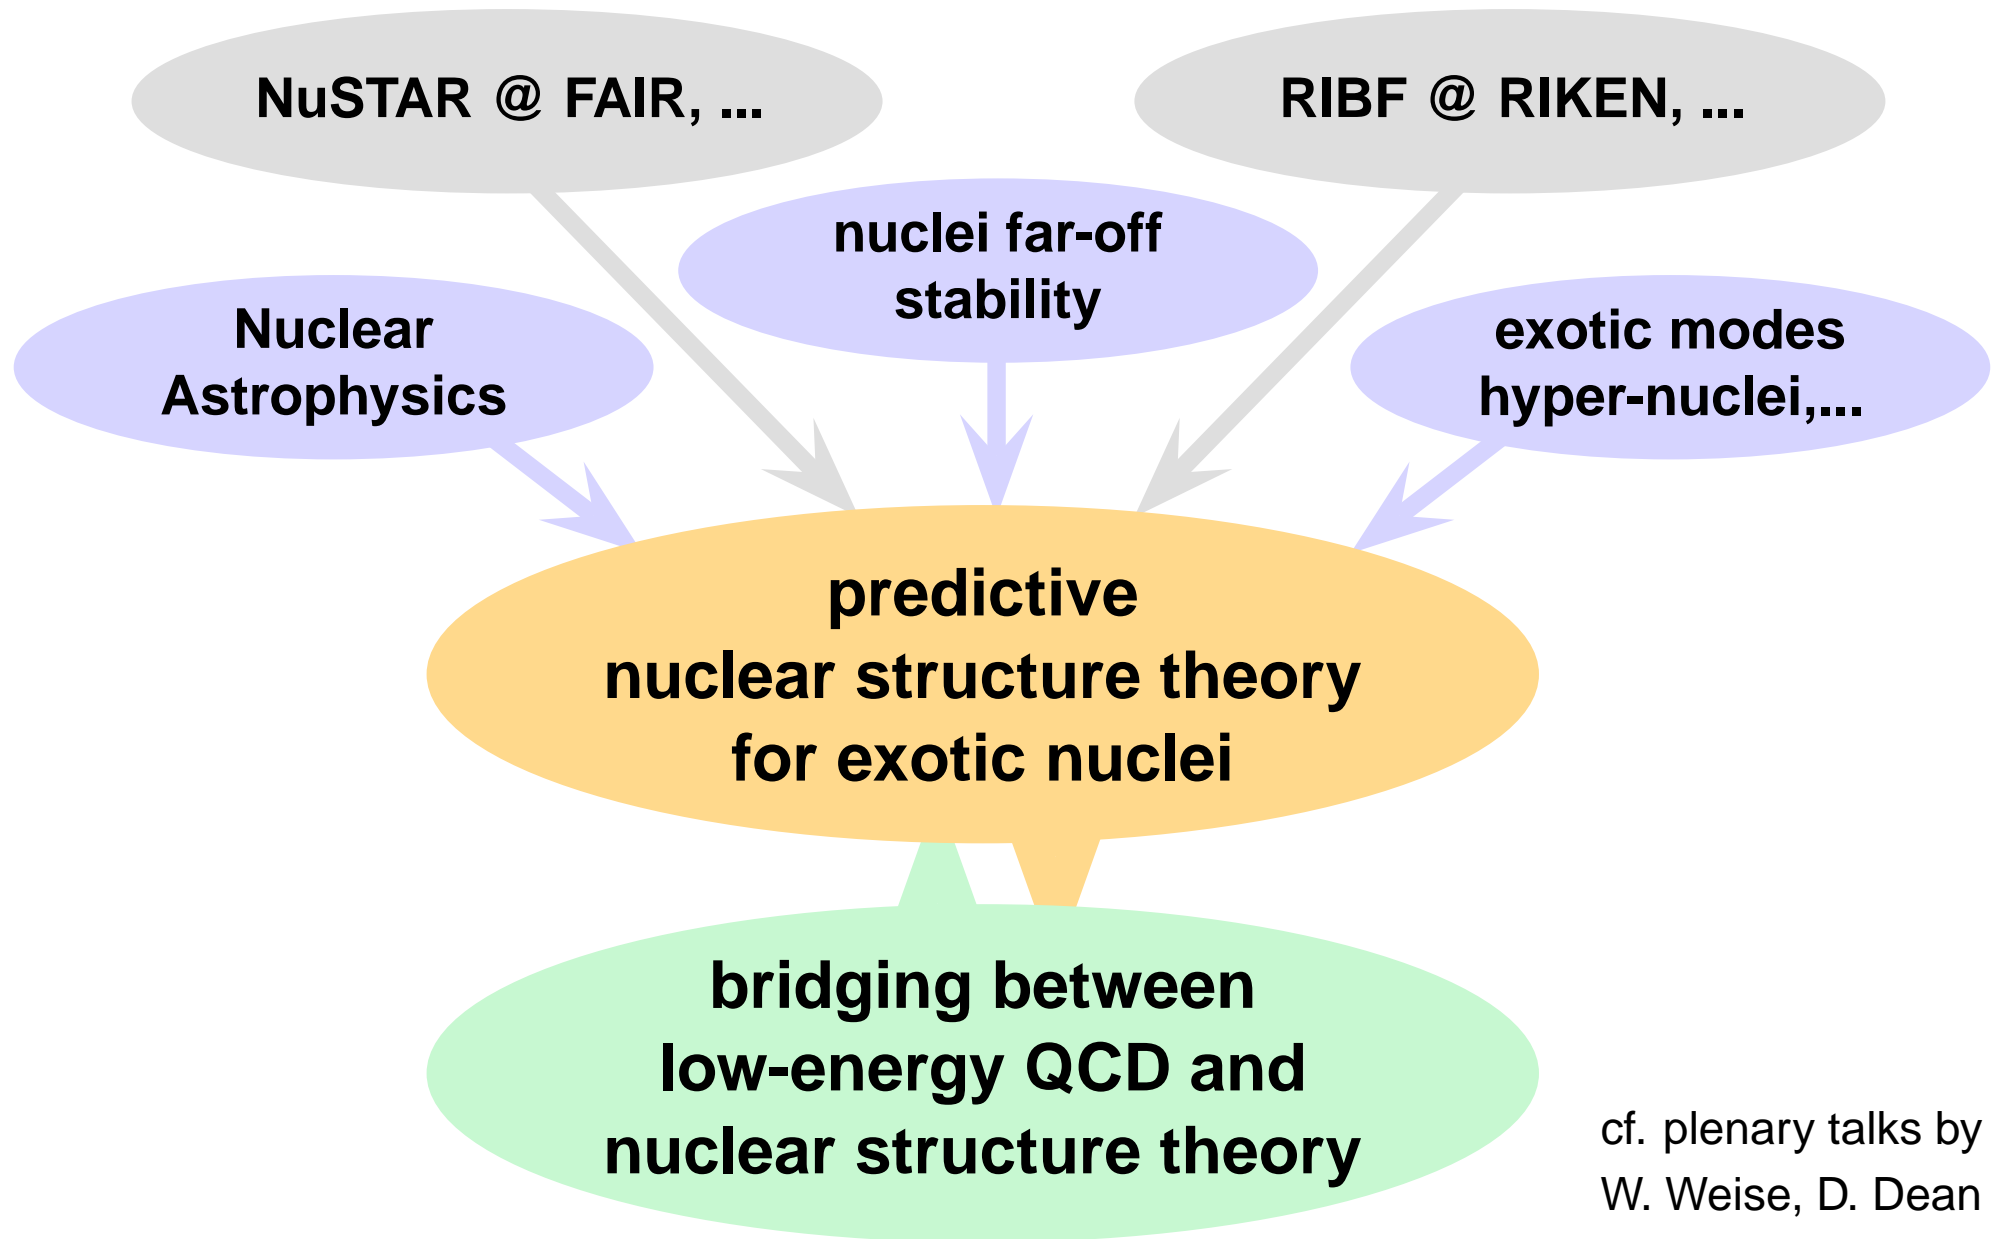 NuSTAR @ FAIR, ...
RIBF @ RIKEN, ...
nuclei far-off
stability
Nuclear
Astrophysics
exotic modes
hyper-nuclei,...
predictive
nuclear structure theory
for exotic nuclei
bridging between
low-energy QCD and
nuclear structure theory
cf. plenary talks by
W. Weise, D. Dean